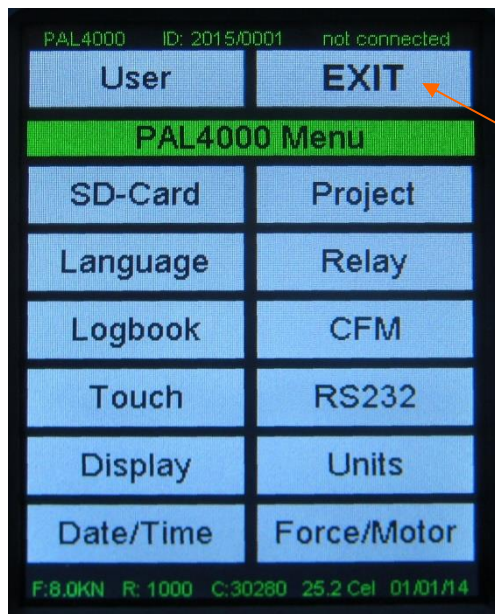 PAL4000 ID: 2015/0001 not connected
User EXIT
PAL4000 Menu
SD-Card Project
Language Relay
Logbook CFM
Touch RS232
Display Units
Date/Time Force/Motor
F:8.0KN R: 1000 C:30280 25.2 Cel 01/01/14